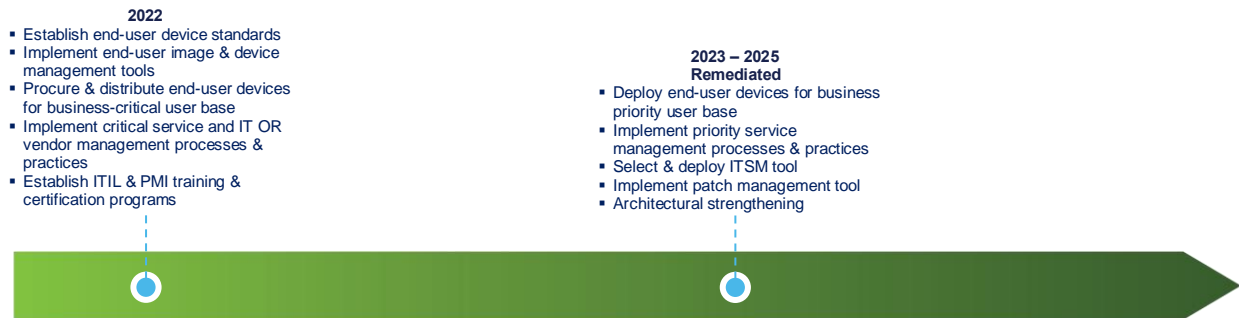 2022
▪ Establish end-user device standards
▪ Implement end-user image & device
management tools
▪ Procure & distribute end-user devices
for business-critical user base
▪ Implement critical service and IT OR
vendor management processes &
practices
▪ Establish ITIL & PMI training &
certification programs
2023 – 2025
Remediated
▪ Deploy end-user devices for business
priority user base
▪ Implement priority service
management processes & practices
▪ Select & deploy ITSM tool
▪ Implement patch management tool
▪ Architectural strengthening